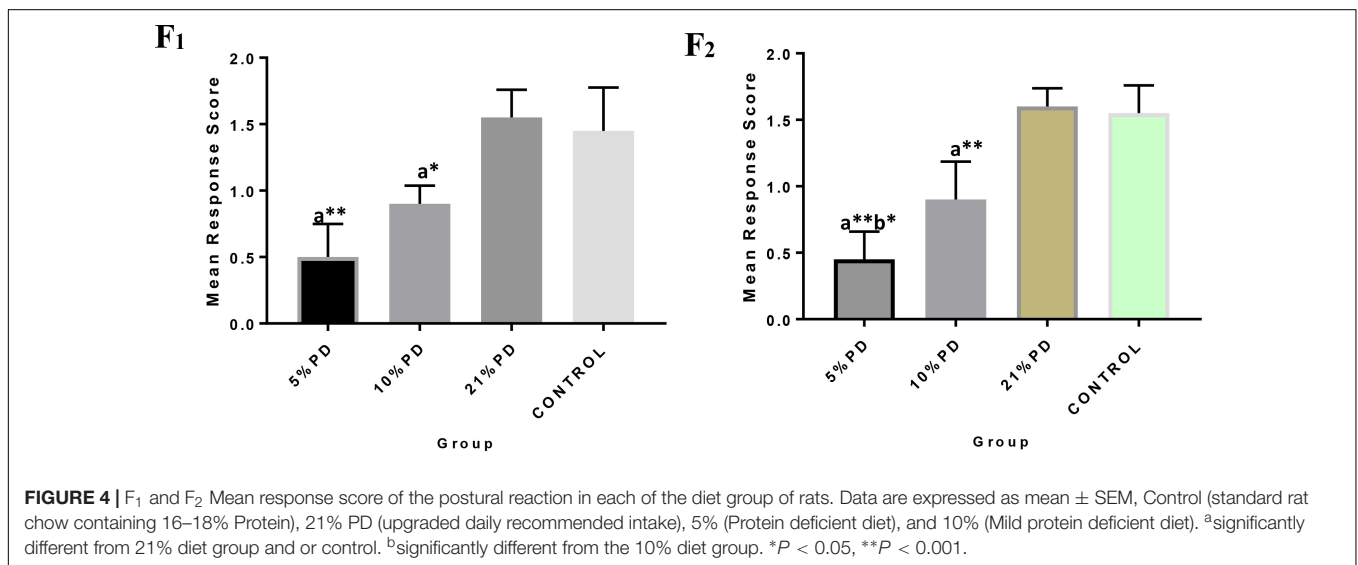 F₁
2.0
1.5
1.0
0.5
0.0
Mean Response Score
a**
a*
5%PD
10%PD
21%PD
CONTROL
Group
F₂
2.0
1.5
1.0
0.5
0.0
Mean Response Score
a**b*
a**
5%PD
10%PD
21%PD
CONTROL
Group
FIGURE 4 | F₁ and F₂ Mean response score of the postural reaction in each of the diet group of rats. Data are expressed as mean ± SEM, Control (standard rat
chow containing 16–18% Protein), 21% PD (upgraded daily recommended intake), 5% (Protein deficient diet), and 10% (Mild protein deficient diet). ᵃsignificantly
different from 21% diet group and or control. ᵇsignificantly different from the 10% diet group. *P < 0.05, **P < 0.001.